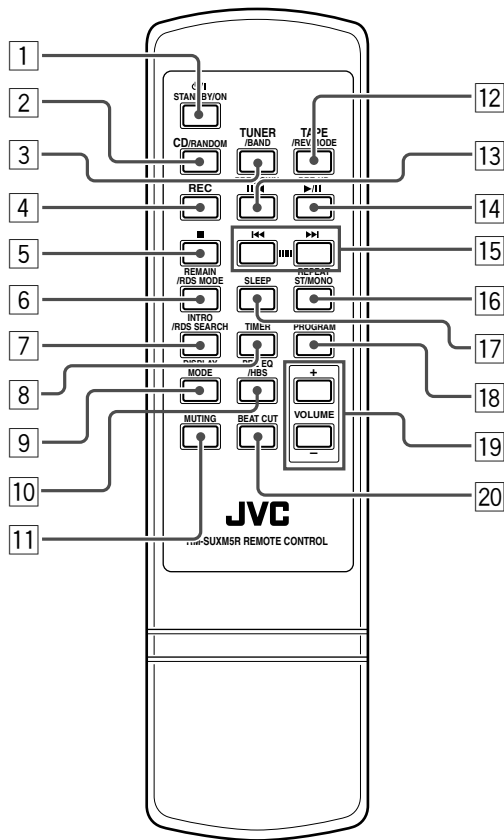 1
STANDBY/ON
2
12
CD/RANDOM
TUNER
/BAND
TAPE
/REV.MODE
3
13
REC
4
14
5
15
REMAIN
/RDS MODE
SLEEP
REPEAT
ST/MONO
6
16
INTRO
/RDS SEARCH
TIMER
PROGRAM
7
17
8
18
MODE
/HBS
+
VOLUME
−
9
19
10
MUTING
BEAT CUT
11
20
JVC
RM-SUXM5R REMOTE CONTROL